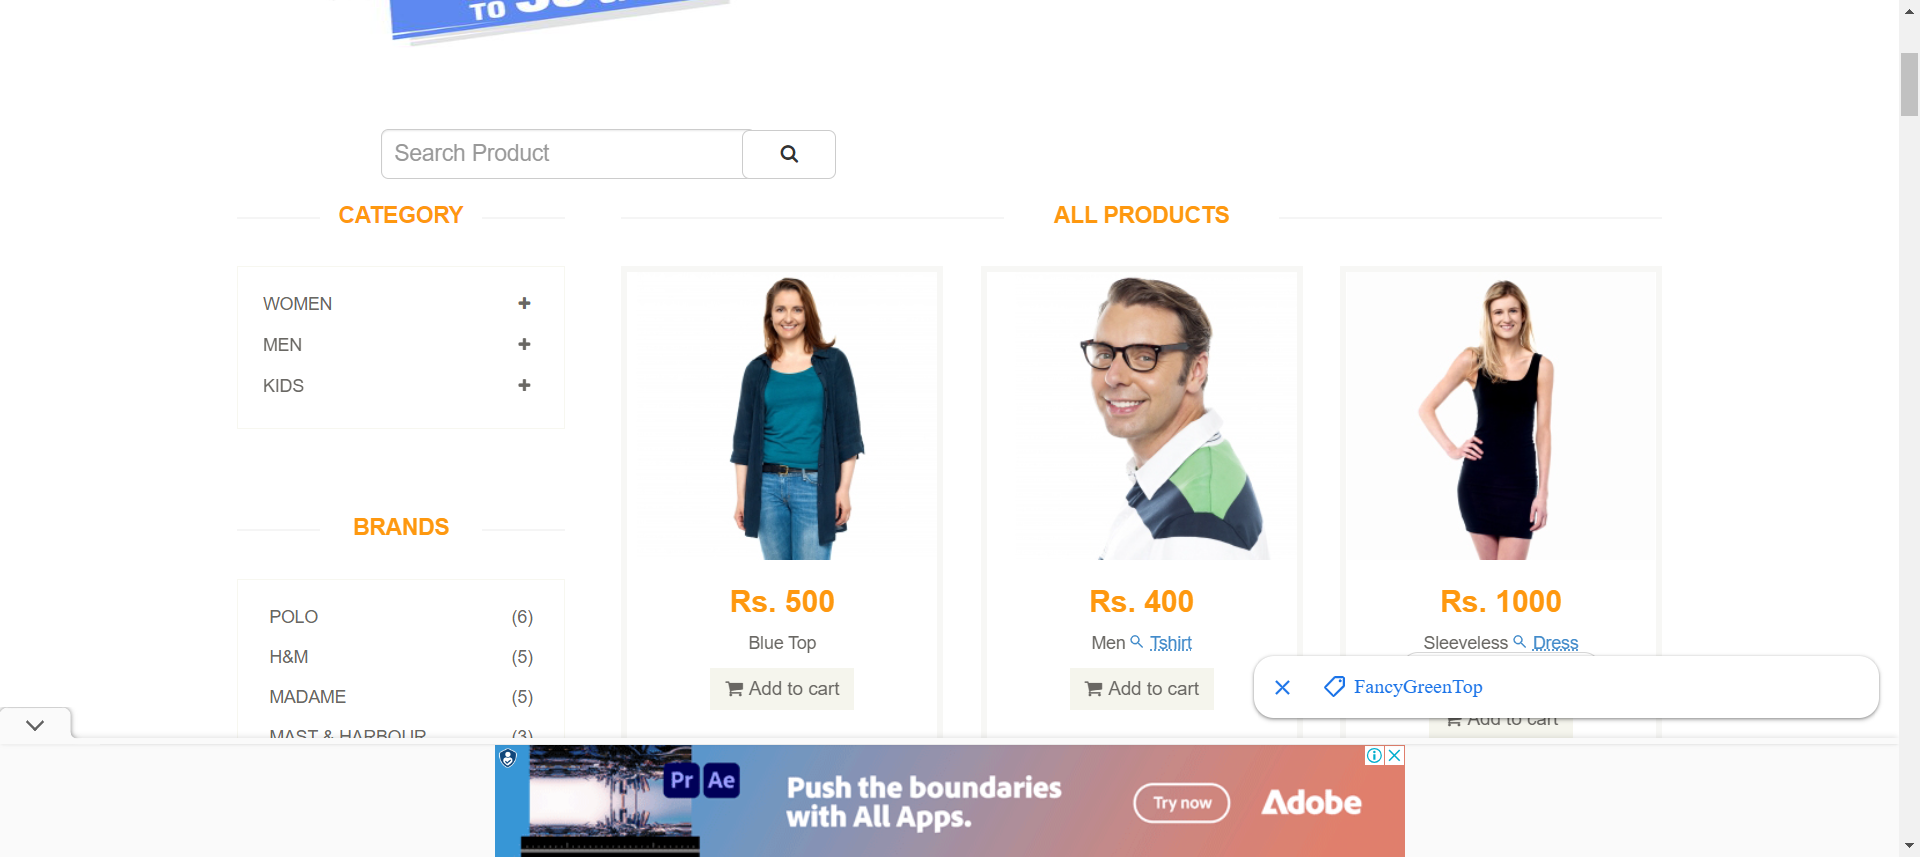 TO
Search Product
CATEGORY
ALL PRODUCTS
WOMEN
MEN
KIDS
BRANDS
POLO (6)
H&M (5)
MADAME (5)
MAST & HARBOUR (3)
Rs. 500
Blue Top
Add to cart
Rs. 400
Men Tshirt
Add to cart
Rs. 1000
Sleeveless Dress
Add to cart
FancyGreenTop
Pr Ae
Push the boundaries
with All Apps.
Try now
Adobe